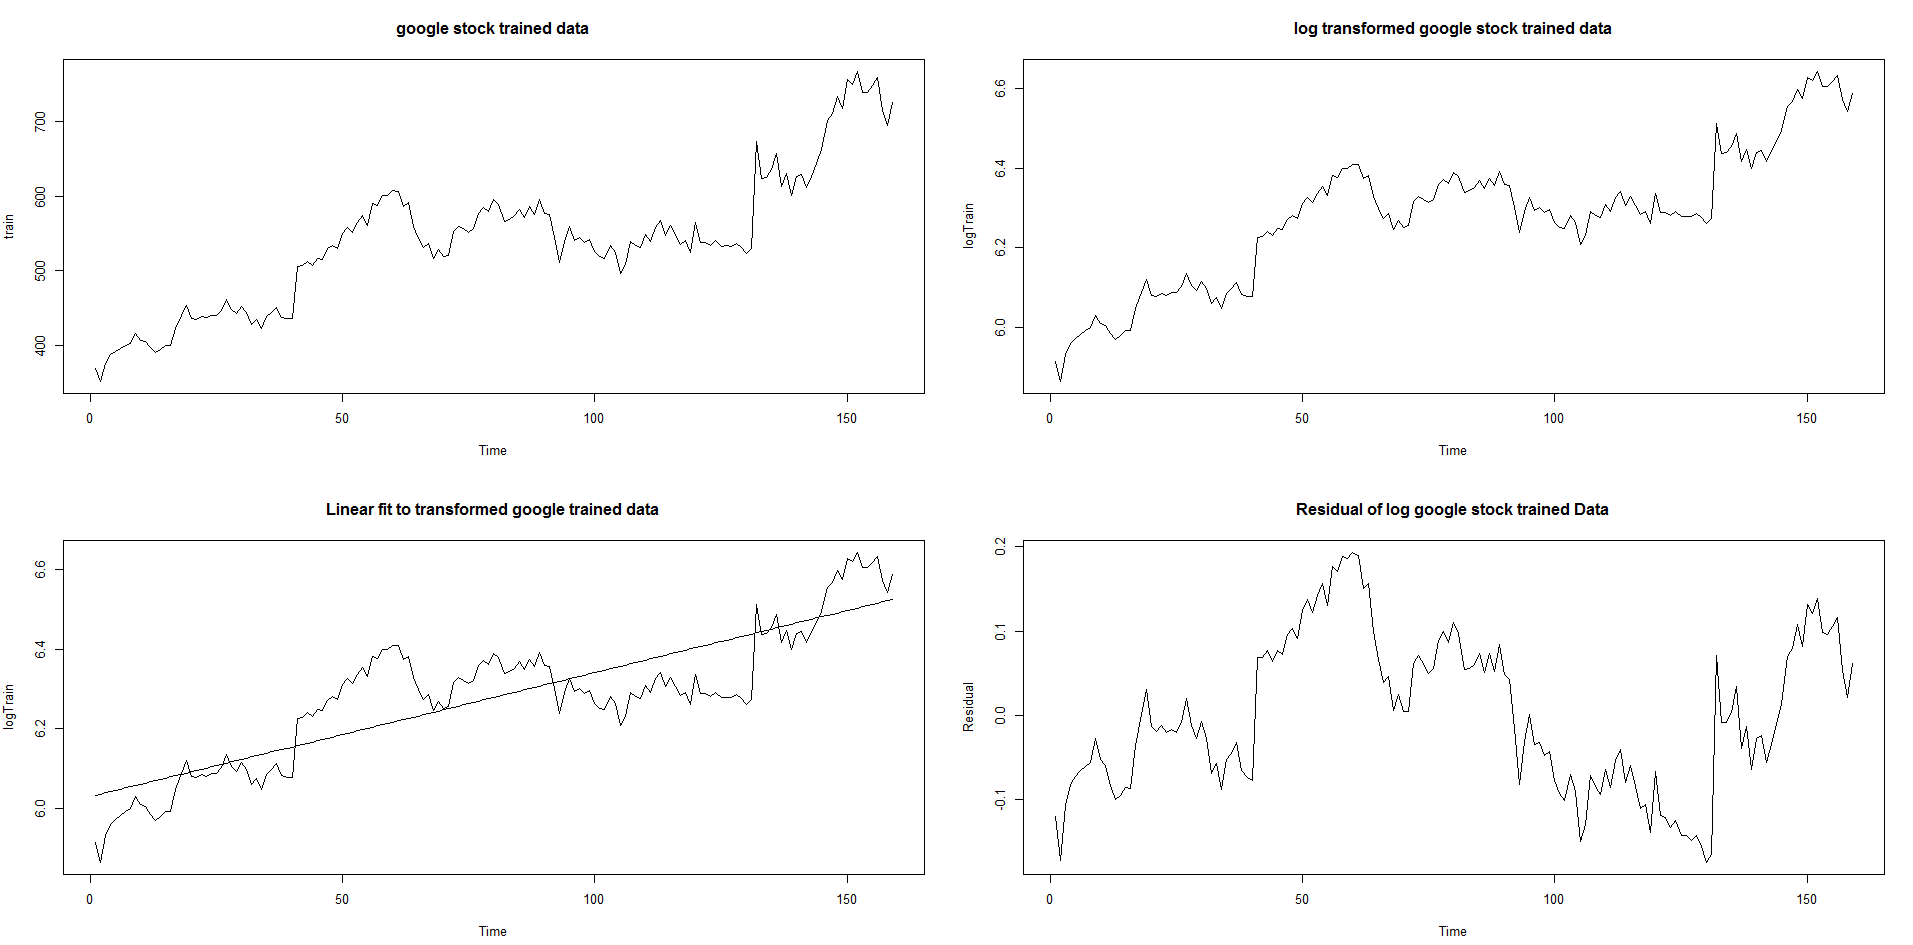 google stock trained data
train
700
600
500
400
0 50 100 150
Time
log transformed google stock trained data
logTrain
6.6
6.4
6.2
6.0
0 50 100 150
Time
Linear fit to transformed google trained data
logTrain
6.6
6.4
6.2
6.0
0 50 100 150
Time
Residual of log google stock trained Data
Residual
0.2
0.1
0.0
-0.1
0 50 100 150
Time